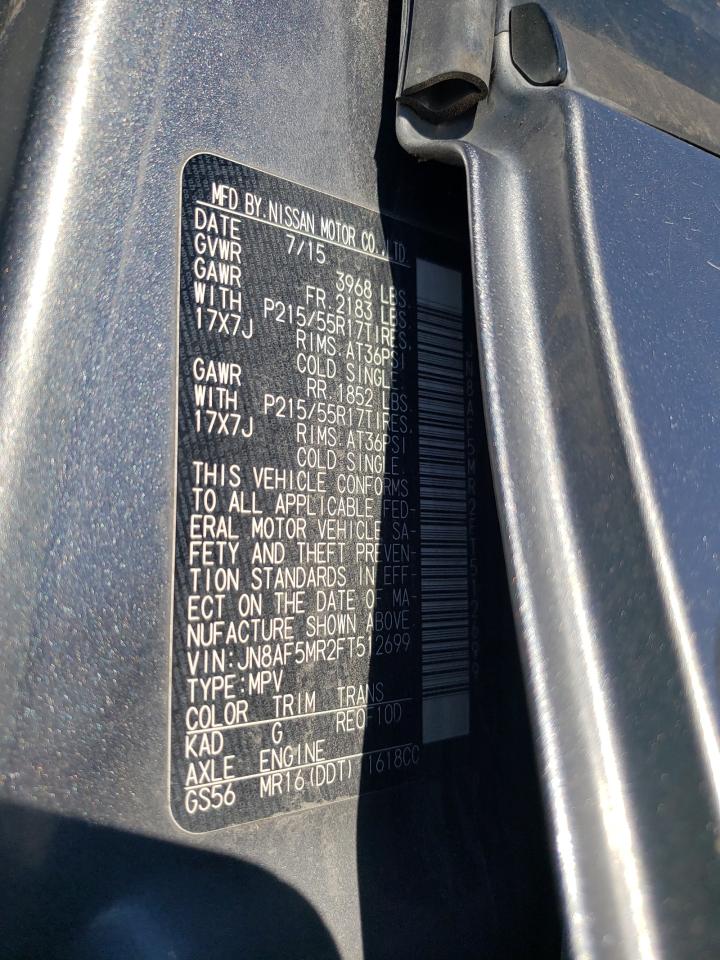 MFD BY. NISSAN MOTOR CO., LTD.
DATE 7/15
GVWR 3968 LBS.
GAWR FR. 2183 LBS.
WITH P215/55R17TIRES,
17X7J RIMS. AT36PSI
COLD SINGLE.
GAWR RR. 1852 LBS.
WITH P215/55R17TIRES,
17X7J RIMS. AT36PSI
COLD SINGLE.
THIS VEHICLE CONFORMS
TO ALL APPLICABLE FED-
ERAL MOTOR VEHICLE SA-
FETY AND THEFT PREVEN-
TION STANDARDS IN EFF-
ECT ON THE DATE OF MA-
NUFACTURE SHOWN ABOVE.
VIN:JN8AF5MR2FT512699
TYPE:MPV
COLOR TRIM TRANS
KAD G RE0F10D
AXLE ENGINE
GS56 MR16(DDT) 1618CC
JN8AF5MR2FT512699